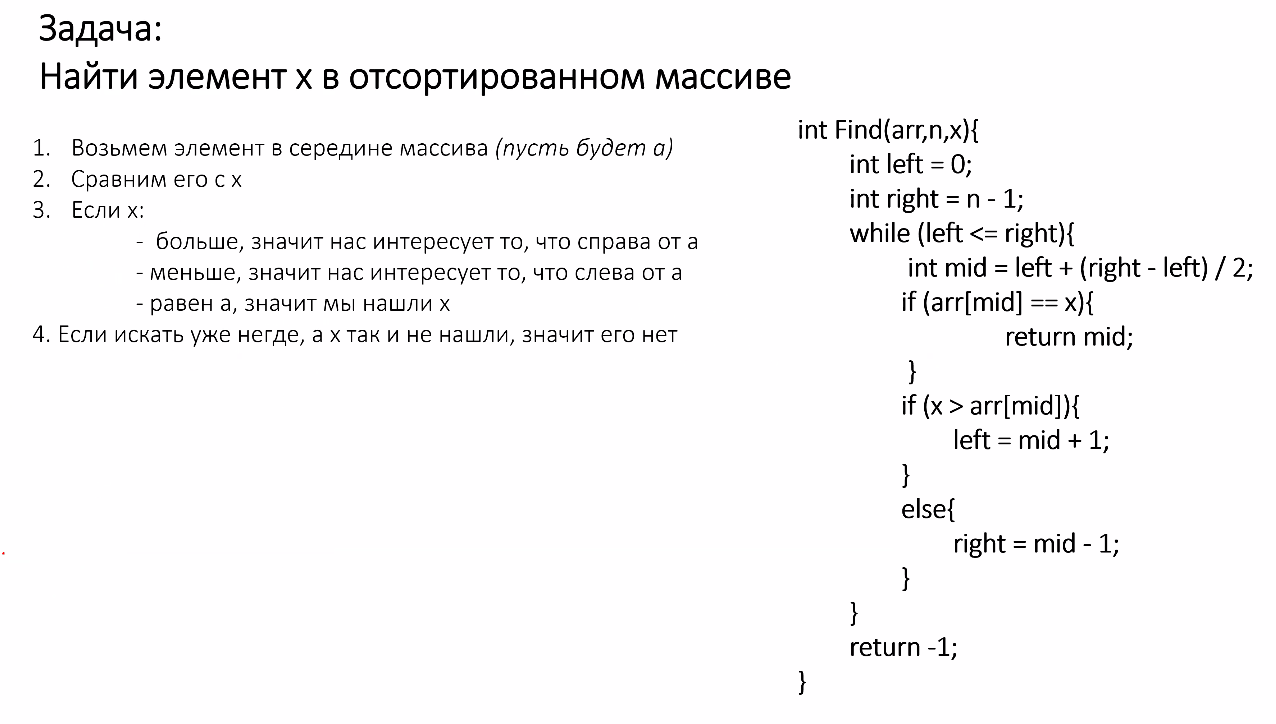 Задача:
Найти элемент x в отсортированном массиве
1. Возьмем элемент в середине массива (пусть будет a)
2. Сравним его с x
3. Если x:
- больше, значит нас интересует то, что справа от a
- меньше, значит нас интересует то, что слева от a
- равен a, значит мы нашли x
4. Если искать уже негде, а x так и не нашли, значит его нет
int Find(arr,n,x){
int left = 0;
int right = n - 1;
while (left <= right){
int mid = left + (right - left) / 2;
if (arr[mid] == x){
return mid;
}
if (x > arr[mid]){
left = mid + 1;
}
else{
right = mid - 1;
}
}
return -1;
}